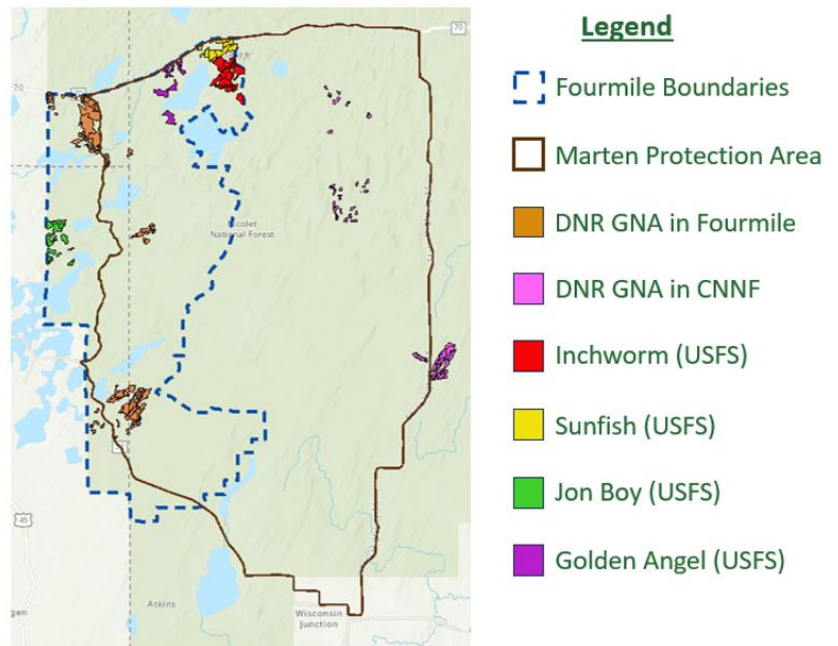 Legend
Fourmile Boundaries
Marten Protection Area
DNR GNA in Fourmile
DNR GNA in CNNF
Inchworm (USFS)
Sunfish (USFS)
Jon Boy (USFS)
Golden Angel (USFS)
70
70
National Forest
45
Atkins
Wisconsin
Junction